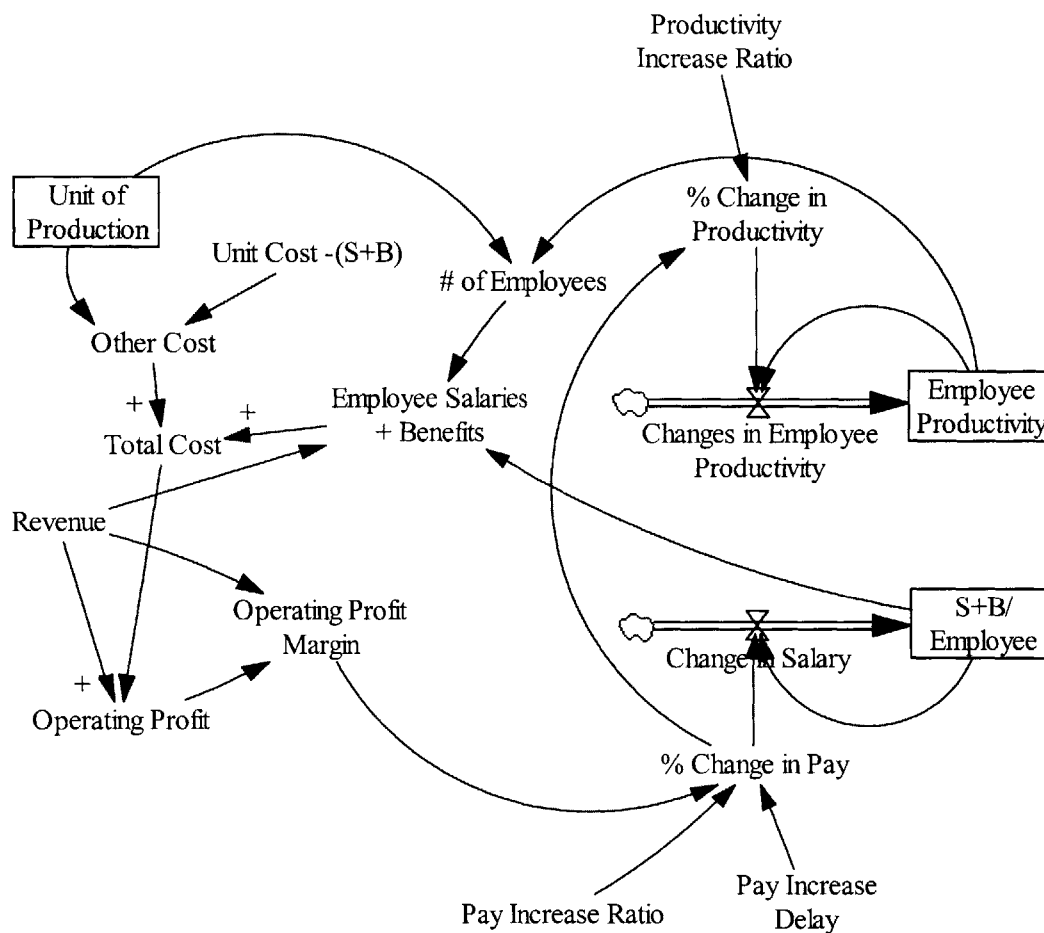 Productivity
Increase Ratio
Unit of
Production
% Change in
Productivity
Unit Cost -(S+B)
# of Employees
Other Cost
+
+
Employee Salaries
+ Benefits
Employee
Productivity
Total Cost
Changes in Employee
Productivity
Revenue
Operating Profit
Margin
S+B/
Employee
Change in Salary
+
Operating Profit
% Change in Pay
Pay Increase Ratio
Pay Increase
Delay